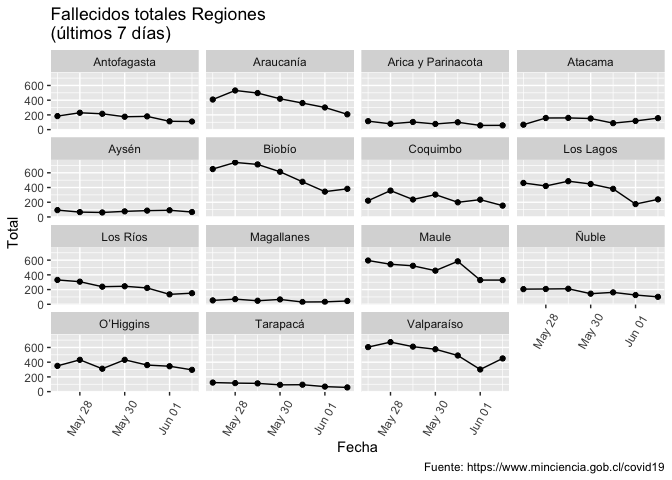 Fallecidos totales Regiones
(últimos 7 días)
Antofagasta
Araucanía
Arica y Parinacota
Atacama
600
400
200
0
Aysén
Biobío
Coquimbo
Los Lagos
600
400
200
0
Los Ríos
Magallanes
Maule
Ñuble
600
400
200
0
O'Higgins
Tarapacá
Valparaíso
600
400
200
0
Total
May 28
May 30
Jun 01
May 28
May 30
Jun 01
May 28
May 30
Jun 01
May 28
May 30
Jun 01
Fecha
Fuente: https://www.minciencia.gob.cl/covid19